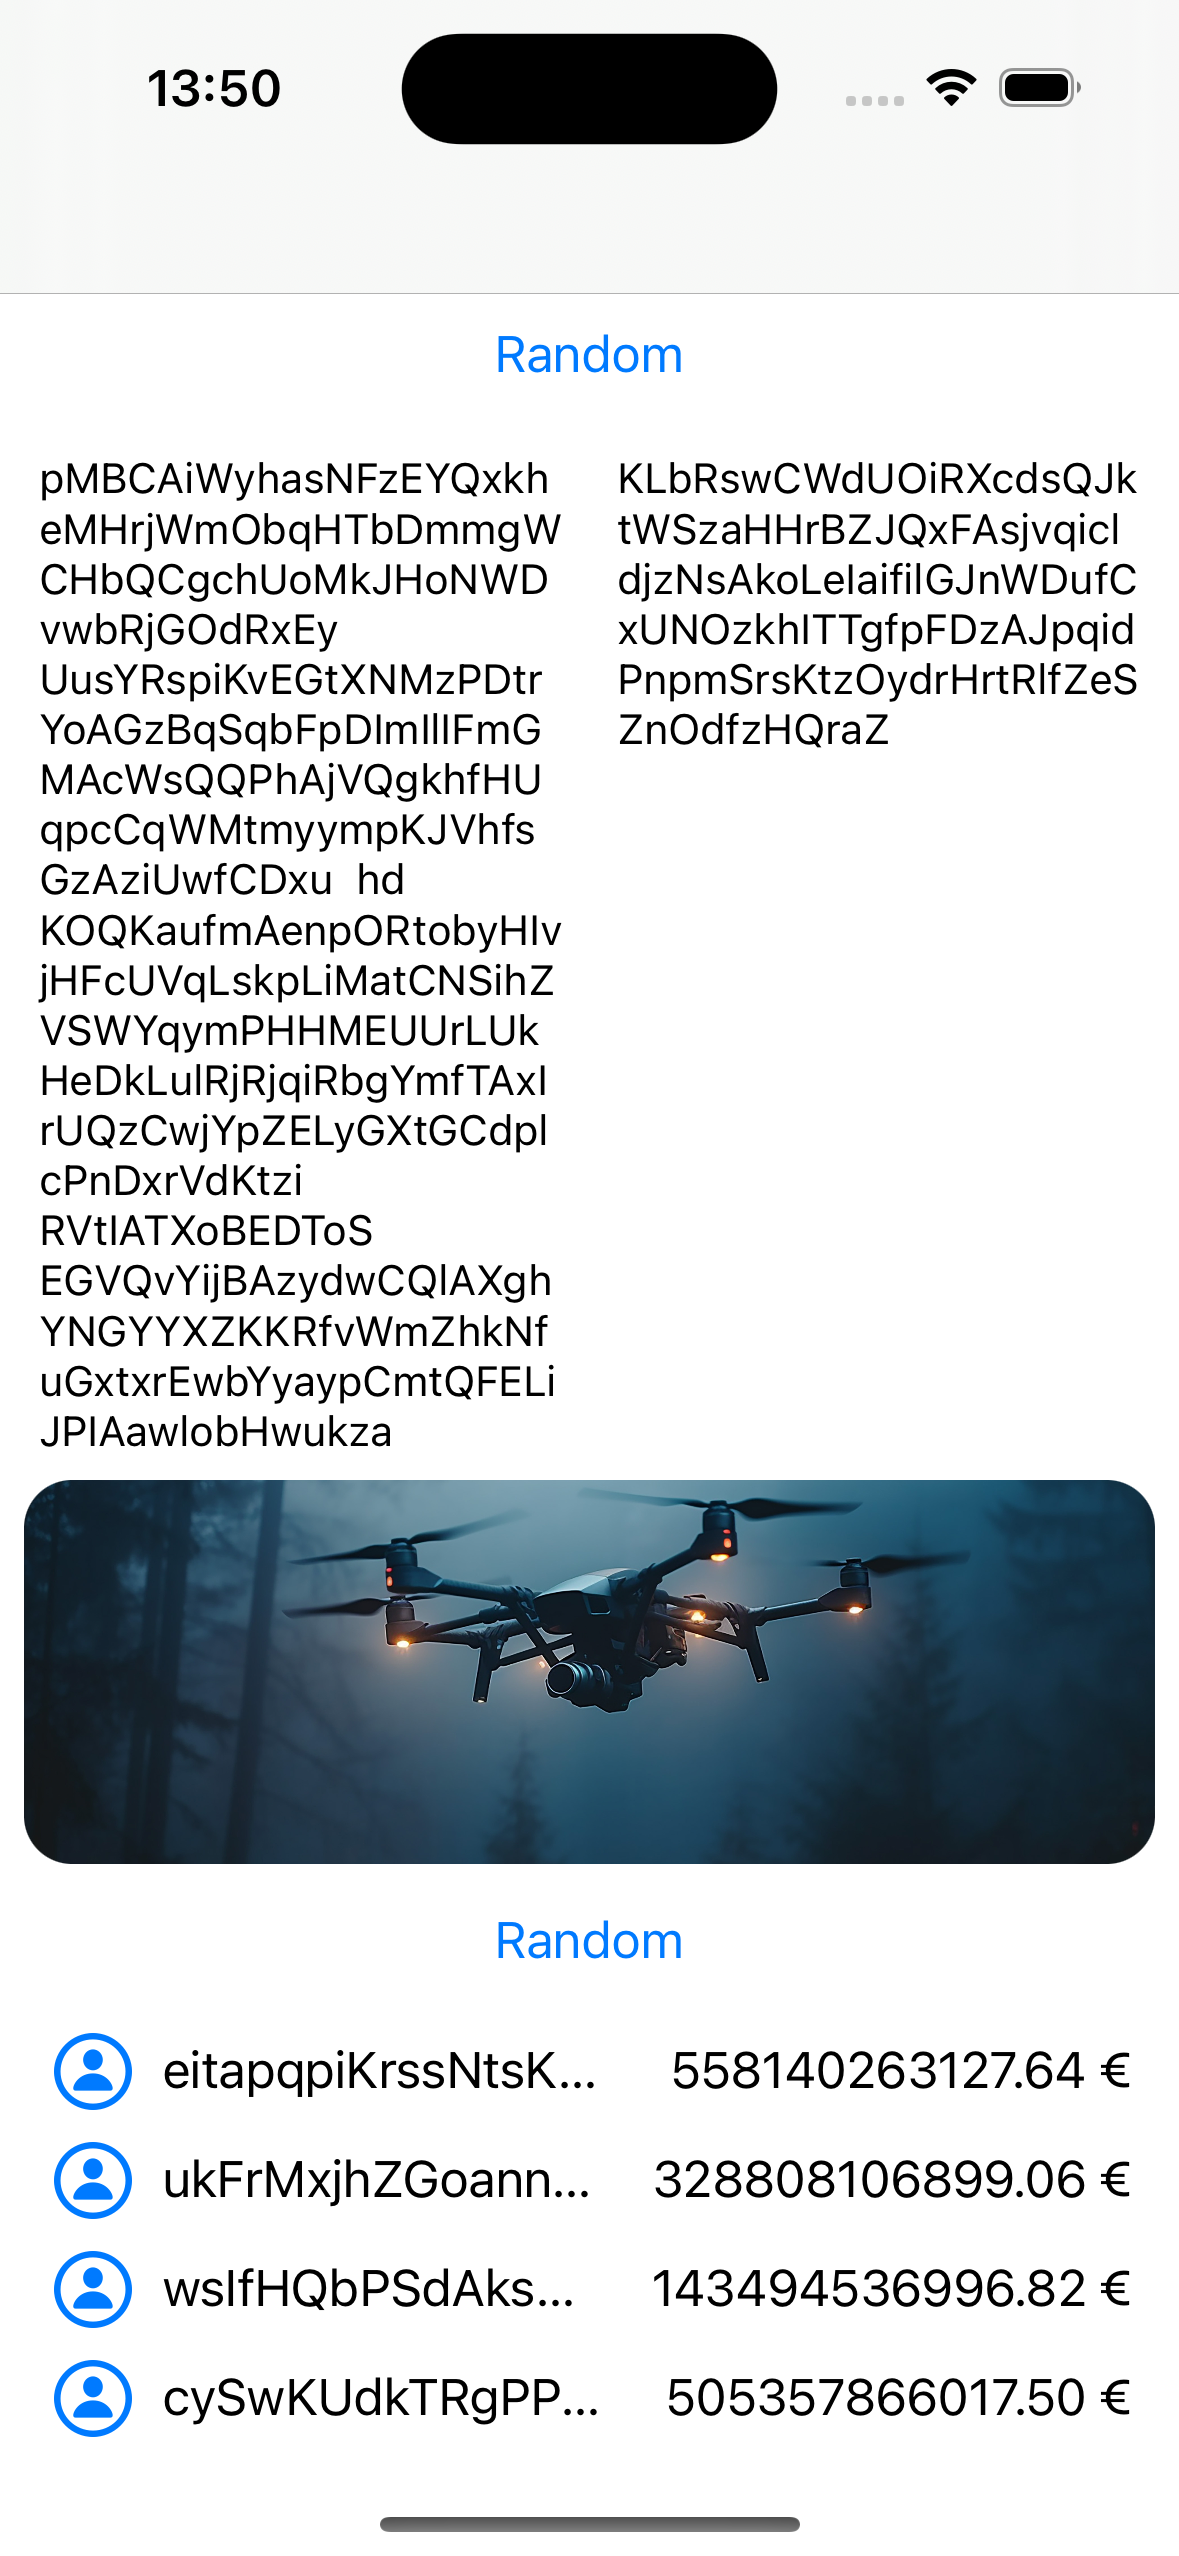 13:50
Random
pMBCAiWyhasNFzEYQxkh
eMHrjWmObqHTbDmmgW
CHbQCgchUoMkJHoNWD
vwbRjGOdRxEy
UusYRspiKvEGtXNMzPDtr
YoAGzBqSqbFpDImIlIFmG
MAcWsQQPhAjVQgkhfHU
qpcCqWMtmyympKJVhfs
GzAziUwfCDxu  hd
KOQKaufmAenpORtobyHIv
jHFcUVqLskpLiMatCNSihZ
VSWYqymPHHMEUUrLUk
HeDkLulRjRjqiRbgYmfTAxI
rUQzCwjYpZELyGXtGCdpl
cPnDxrVdKtzi
RVtIATXoBEDToS
EGVQvYijBAzydwCQlAXgh
YNGYYXZKKRfvWmZhkNf
uGxtxrEwbYyaypCmtQFELi
JPIAawlobHwukza
KLbRswCWdUOiRXcdsQJk
tWSzaHHrBZJQxFAsjvqicl
djzNsAkoLeIaifilGJnWDufC
xUNOzkhITTgfpFDzAJpqid
PnpmSrsKtzOydrHrtRlfZeS
ZnOdfzHQraZ
Random
eitapqpiKrssNtsK... 558140263127.64 €
ukFrMxjhZGoann... 328808106899.06 €
wsIfHQbPSdAks... 143494536996.82 €
cySwKUdkTRgPP... 505357866017.50 €